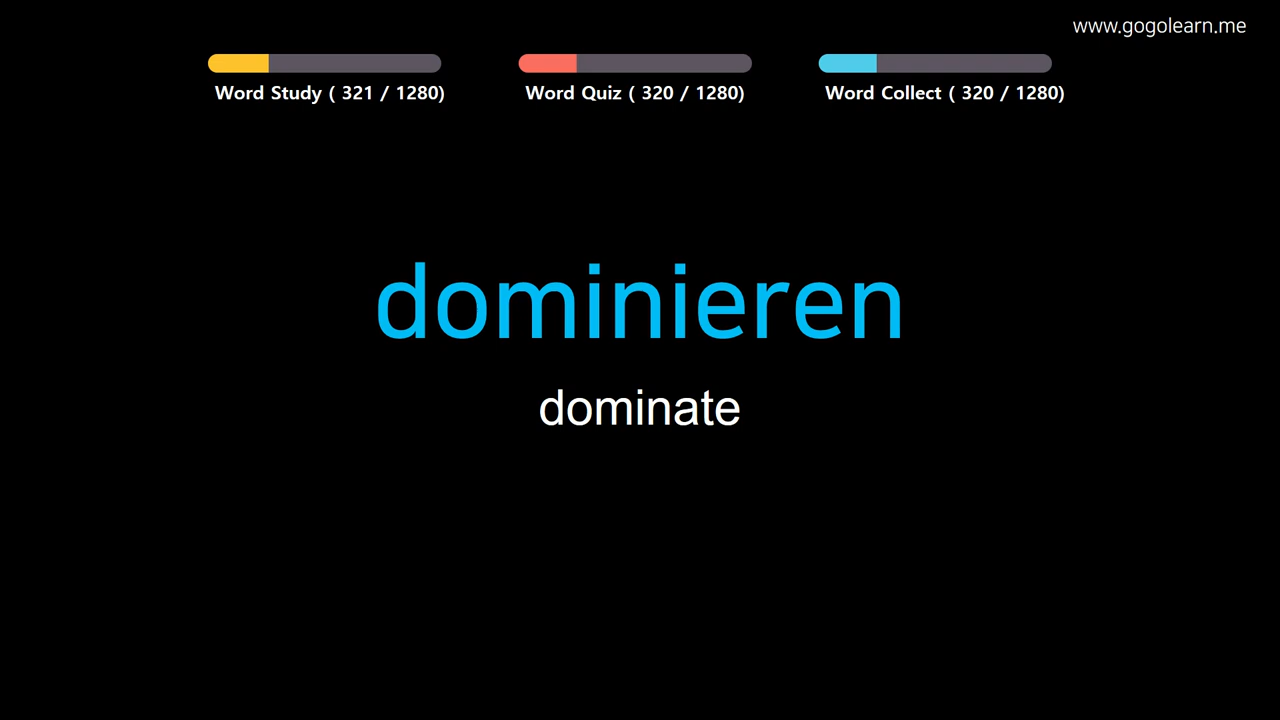 www.gogolearn.me
Word Study ( 321 / 1280)
Word Quiz ( 320 / 1280)
Word Collect ( 320 / 1280)
dominieren
dominate